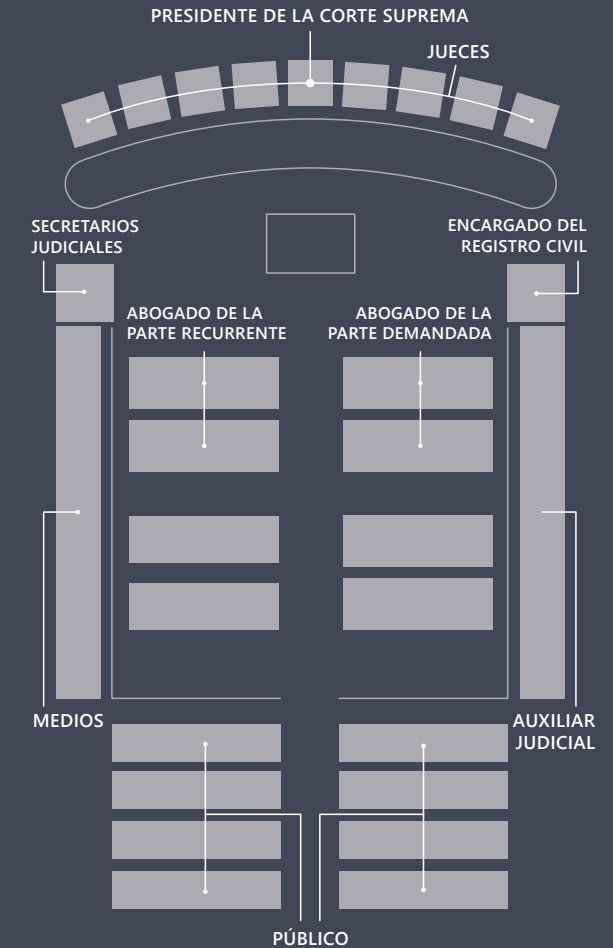 PRESIDENTE DE LA CORTE SUPREMA
JUECES
SECRETARIOS
JUDICIALES
ENCARGADO DEL
REGISTRO CIVIL
ABOGADO DE LA
PARTE RECURRENTE
ABOGADO DE LA
PARTE DEMANDADA
MEDIOS
AUXILIAR
JUDICIAL
PÚBLICO